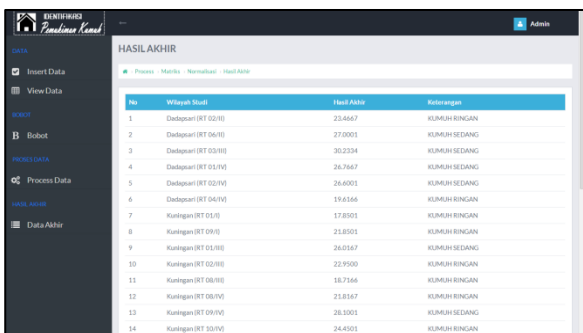 IDENTIFIKASI
Pemukiman Kumuh
Admin
HASIL AKHIR
DATA
Insert Data
View Data
BOBOT
B Bobot
PROSES DATA
Process Data
HASIL AKHIR
Data Akhir
Process Matriks Normalisasi Hasil Akhir
No Wilayah Studi Hasil Akhir Keterangan
1 Dadapsari (RT 02/II) 23.4667 KUMUH RINGAN
2 Dadapsari (RT 06/II) 27.0001 KUMUH SEDANG
3 Dadapsari (RT 03/III) 30.2334 KUMUH SEDANG
4 Dadapsari (RT 01/IV) 26.7667 KUMUH SEDANG
5 Dadapsari (RT 02/IV) 26.6001 KUMUH SEDANG
6 Dadapsari (RT 04/IV) 19.6166 KUMUH RINGAN
7 Kuningan (RT 01/I) 17.8501 KUMUH RINGAN
8 Kuningan (RT 09/I) 21.8501 KUMUH RINGAN
9 Kuningan (RT 01/III) 26.0167 KUMUH SEDANG
10 Kuningan (RT 02/III) 22.9500 KUMUH RINGAN
11 Kuningan (RT 08/III) 18.7166 KUMUH RINGAN
12 Kuningan (RT 08/IV) 21.8167 KUMUH RINGAN
13 Kuningan (RT 09/IV) 28.1001 KUMUH SEDANG
14 Kuningan (RT 10/IV) 24.4501 KUMUH RINGAN